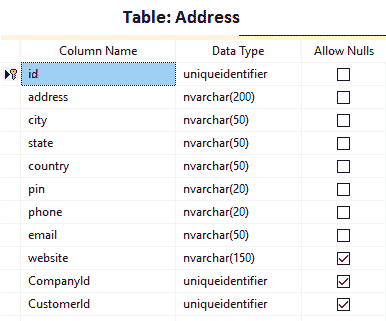 Table: Address
Column Name Data Type Allow Nulls
id uniqueidentifier
address nvarchar(200)
city nvarchar(50)
state nvarchar(50)
country nvarchar(50)
pin nvarchar(20)
phone nvarchar(20)
email nvarchar(50)
website nvarchar(150)
CompanyId uniqueidentifier
CustomerId uniqueidentifier